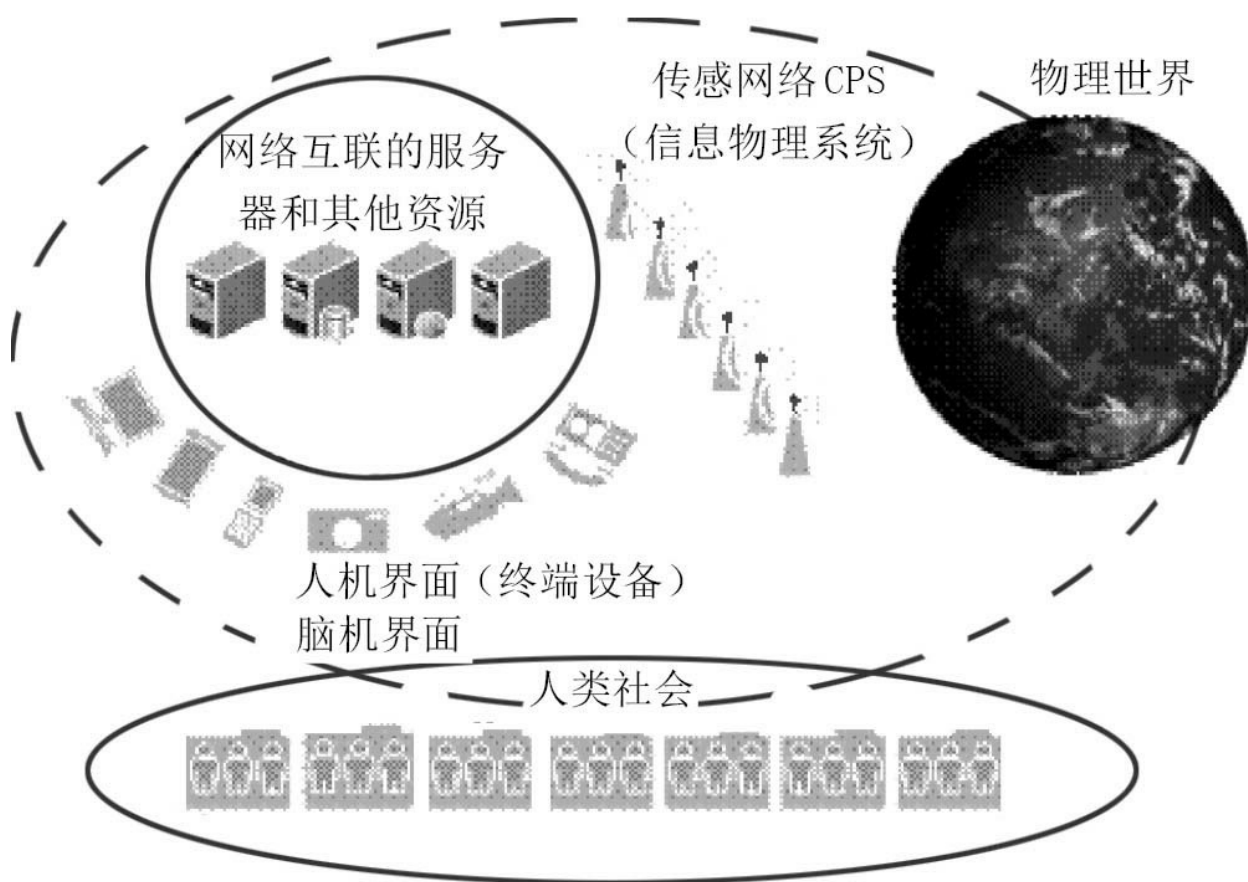 传感网络CPS
（信息物理系统）
物理世界
网络互联的服务
器和其他资源
人机界面（终端设备）
脑机界面
人类社会